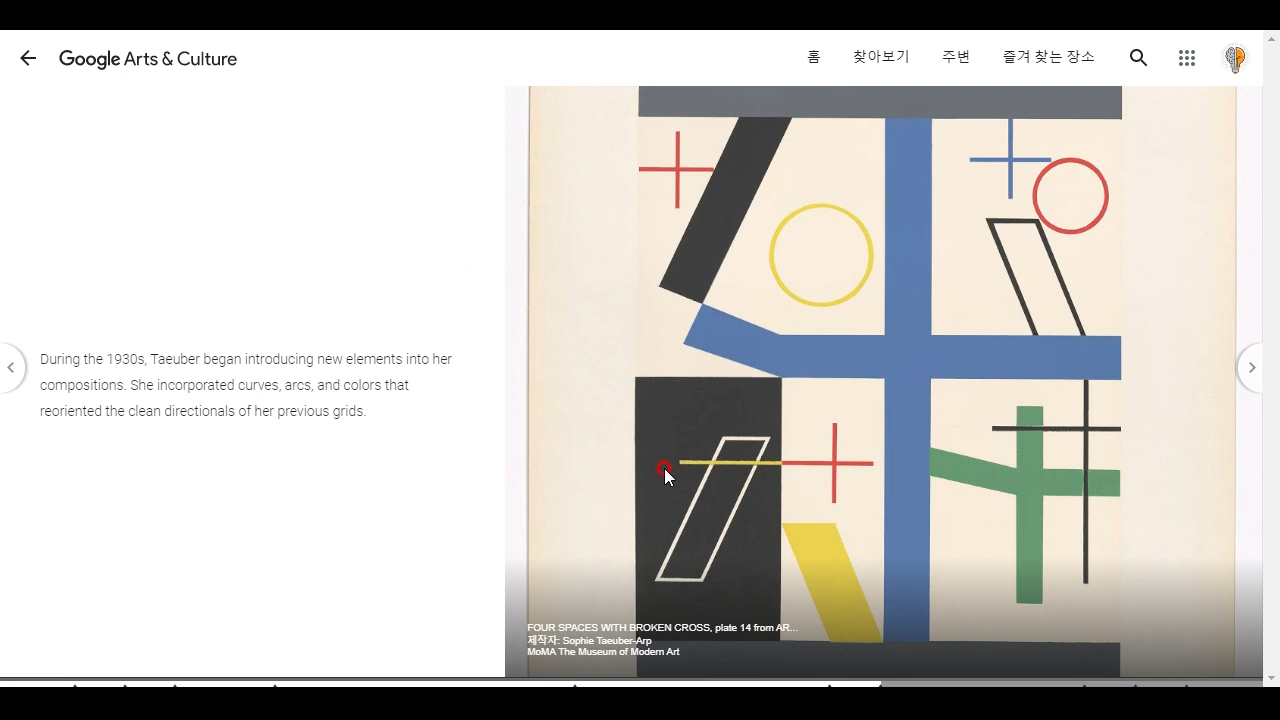 Google Arts & Culture
홈 찾아보기 주변 즐겨 찾는 장소
During the 1930s, Taeuber began introducing new elements into her
compositions. She incorporated curves, arcs, and colors that
reoriented the clean directionals of her previous grids.
FOUR SPACES WITH BROKEN CROSS, plate 14 from AR...
제작자: Sophie Taeuber-Arp
MoMA The Museum of Modern Art